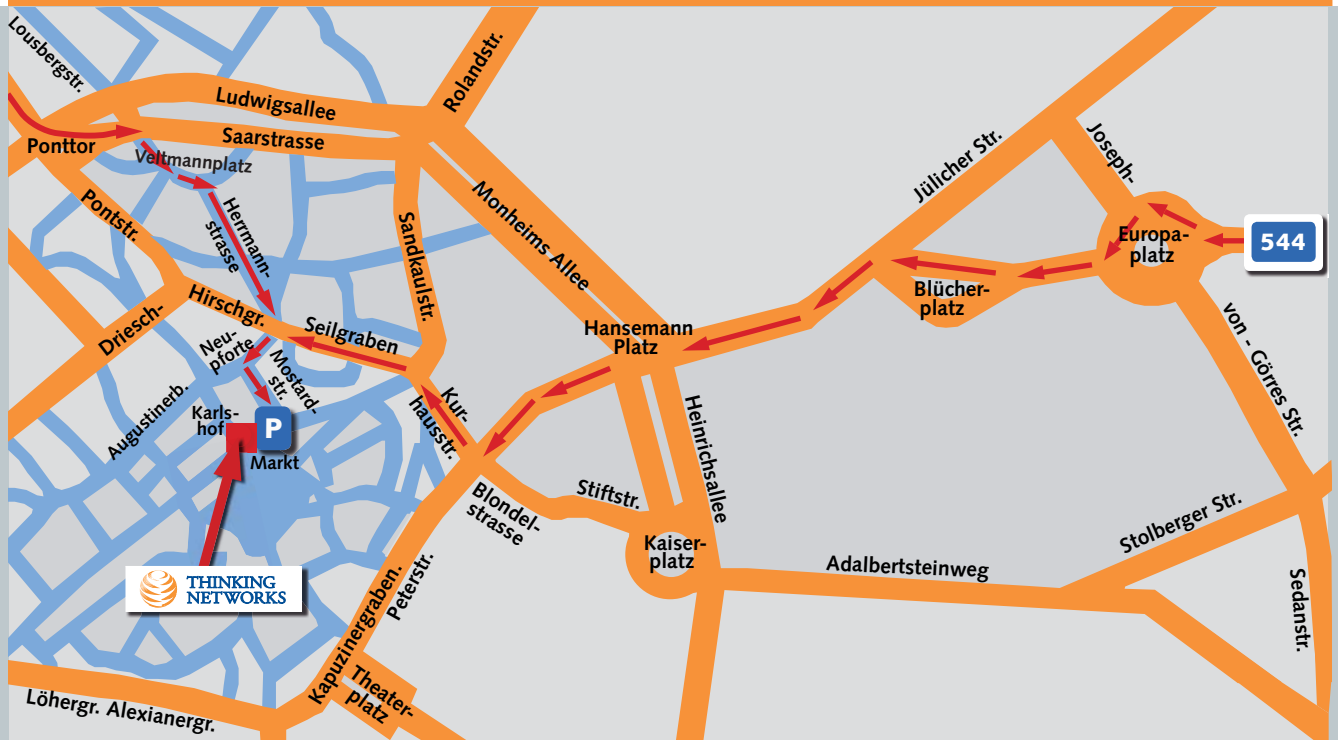 Lousbergstr.
Ludwigsallee
Rolandstr.
Saarstrasse
Ponttor
Veltmannplatz
Pontstr.
Herrmann-
strasse
Sandkaulstr.
Monheims Allee
Jülicher Str.
Joseph-
Europa-
platz
544
Blücher-
platz
von - Görres Str.
Hansemann
Platz
Driesch-
Hirschgr.
Seilgraben
Neu-
pforte
Mostard-
str.
Kur-
hausstr.
Augustinerb.
Karls-
hof
P
Markt
Heinrichsallee
Blondel-
strasse
Stiftstr.
Kaiser-
platz
Adalbertsteinweg
Stolberger Str.
Sedanstr.
THINKING
NETWORKS
Peterstr.
Kapuzinergraben.
Theater-
platz
Löhergr. Alexianergr.